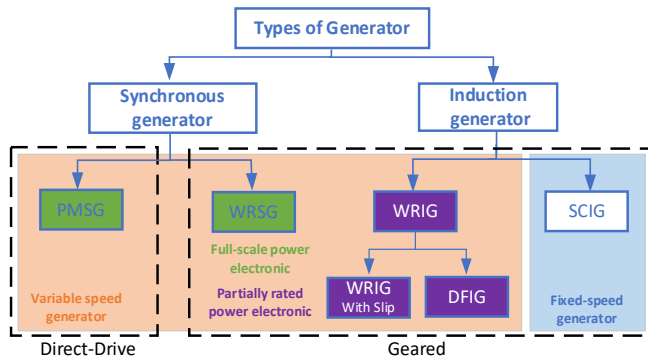 Types of Generator
Synchronous
generator
Induction
generator
PMSG
WRSG
WRIG
SCIG
Full-scale power
electronic
Partially rated
power electronic
WRIG
With Slip
DFIG
Variable speed
generator
Fixed-speed
generator
Direct-Drive
Geared